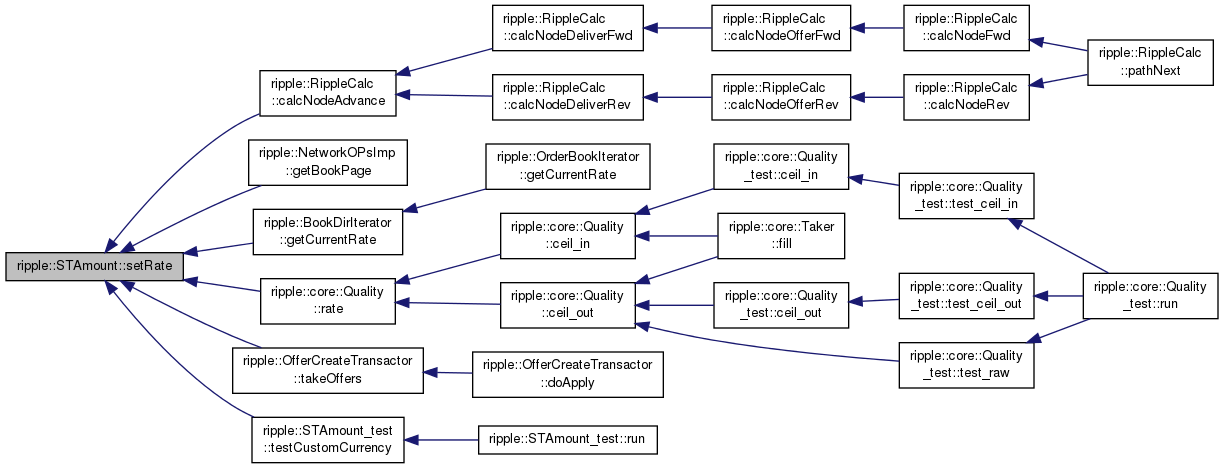 ripple::RippleCalc
::calcNodeDeliverFwd
ripple::RippleCalc
::calcNodeOfferFwd
ripple::RippleCalc
::calcNodeFwd
ripple::RippleCalc
::pathNext
ripple::RippleCalc
::calcNodeAdvance
ripple::RippleCalc
::calcNodeDeliverRev
ripple::RippleCalc
::calcNodeOfferRev
ripple::RippleCalc
::calcNodeRev
ripple::NetworkOPsImp
::getBookPage
ripple::OrderBookIterator
::getCurrentRate
ripple::core::Quality
_test::ceil_in
ripple::core::Quality
_test::test_ceil_in
ripple::BookDirIterator
::getCurrentRate
ripple::core::Quality
::ceil_in
ripple::core::Taker
::fill
ripple::STAmount::setRate
ripple::core::Quality
::rate
ripple::core::Quality
::ceil_out
ripple::core::Quality
_test::ceil_out
ripple::core::Quality
_test::test_ceil_out
ripple::core::Quality
_test::run
ripple::OfferCreateTransactor
::takeOffers
ripple::OfferCreateTransactor
::doApply
ripple::core::Quality
_test::test_raw
ripple::STAmount_test
::testCustomCurrency
ripple::STAmount_test::run